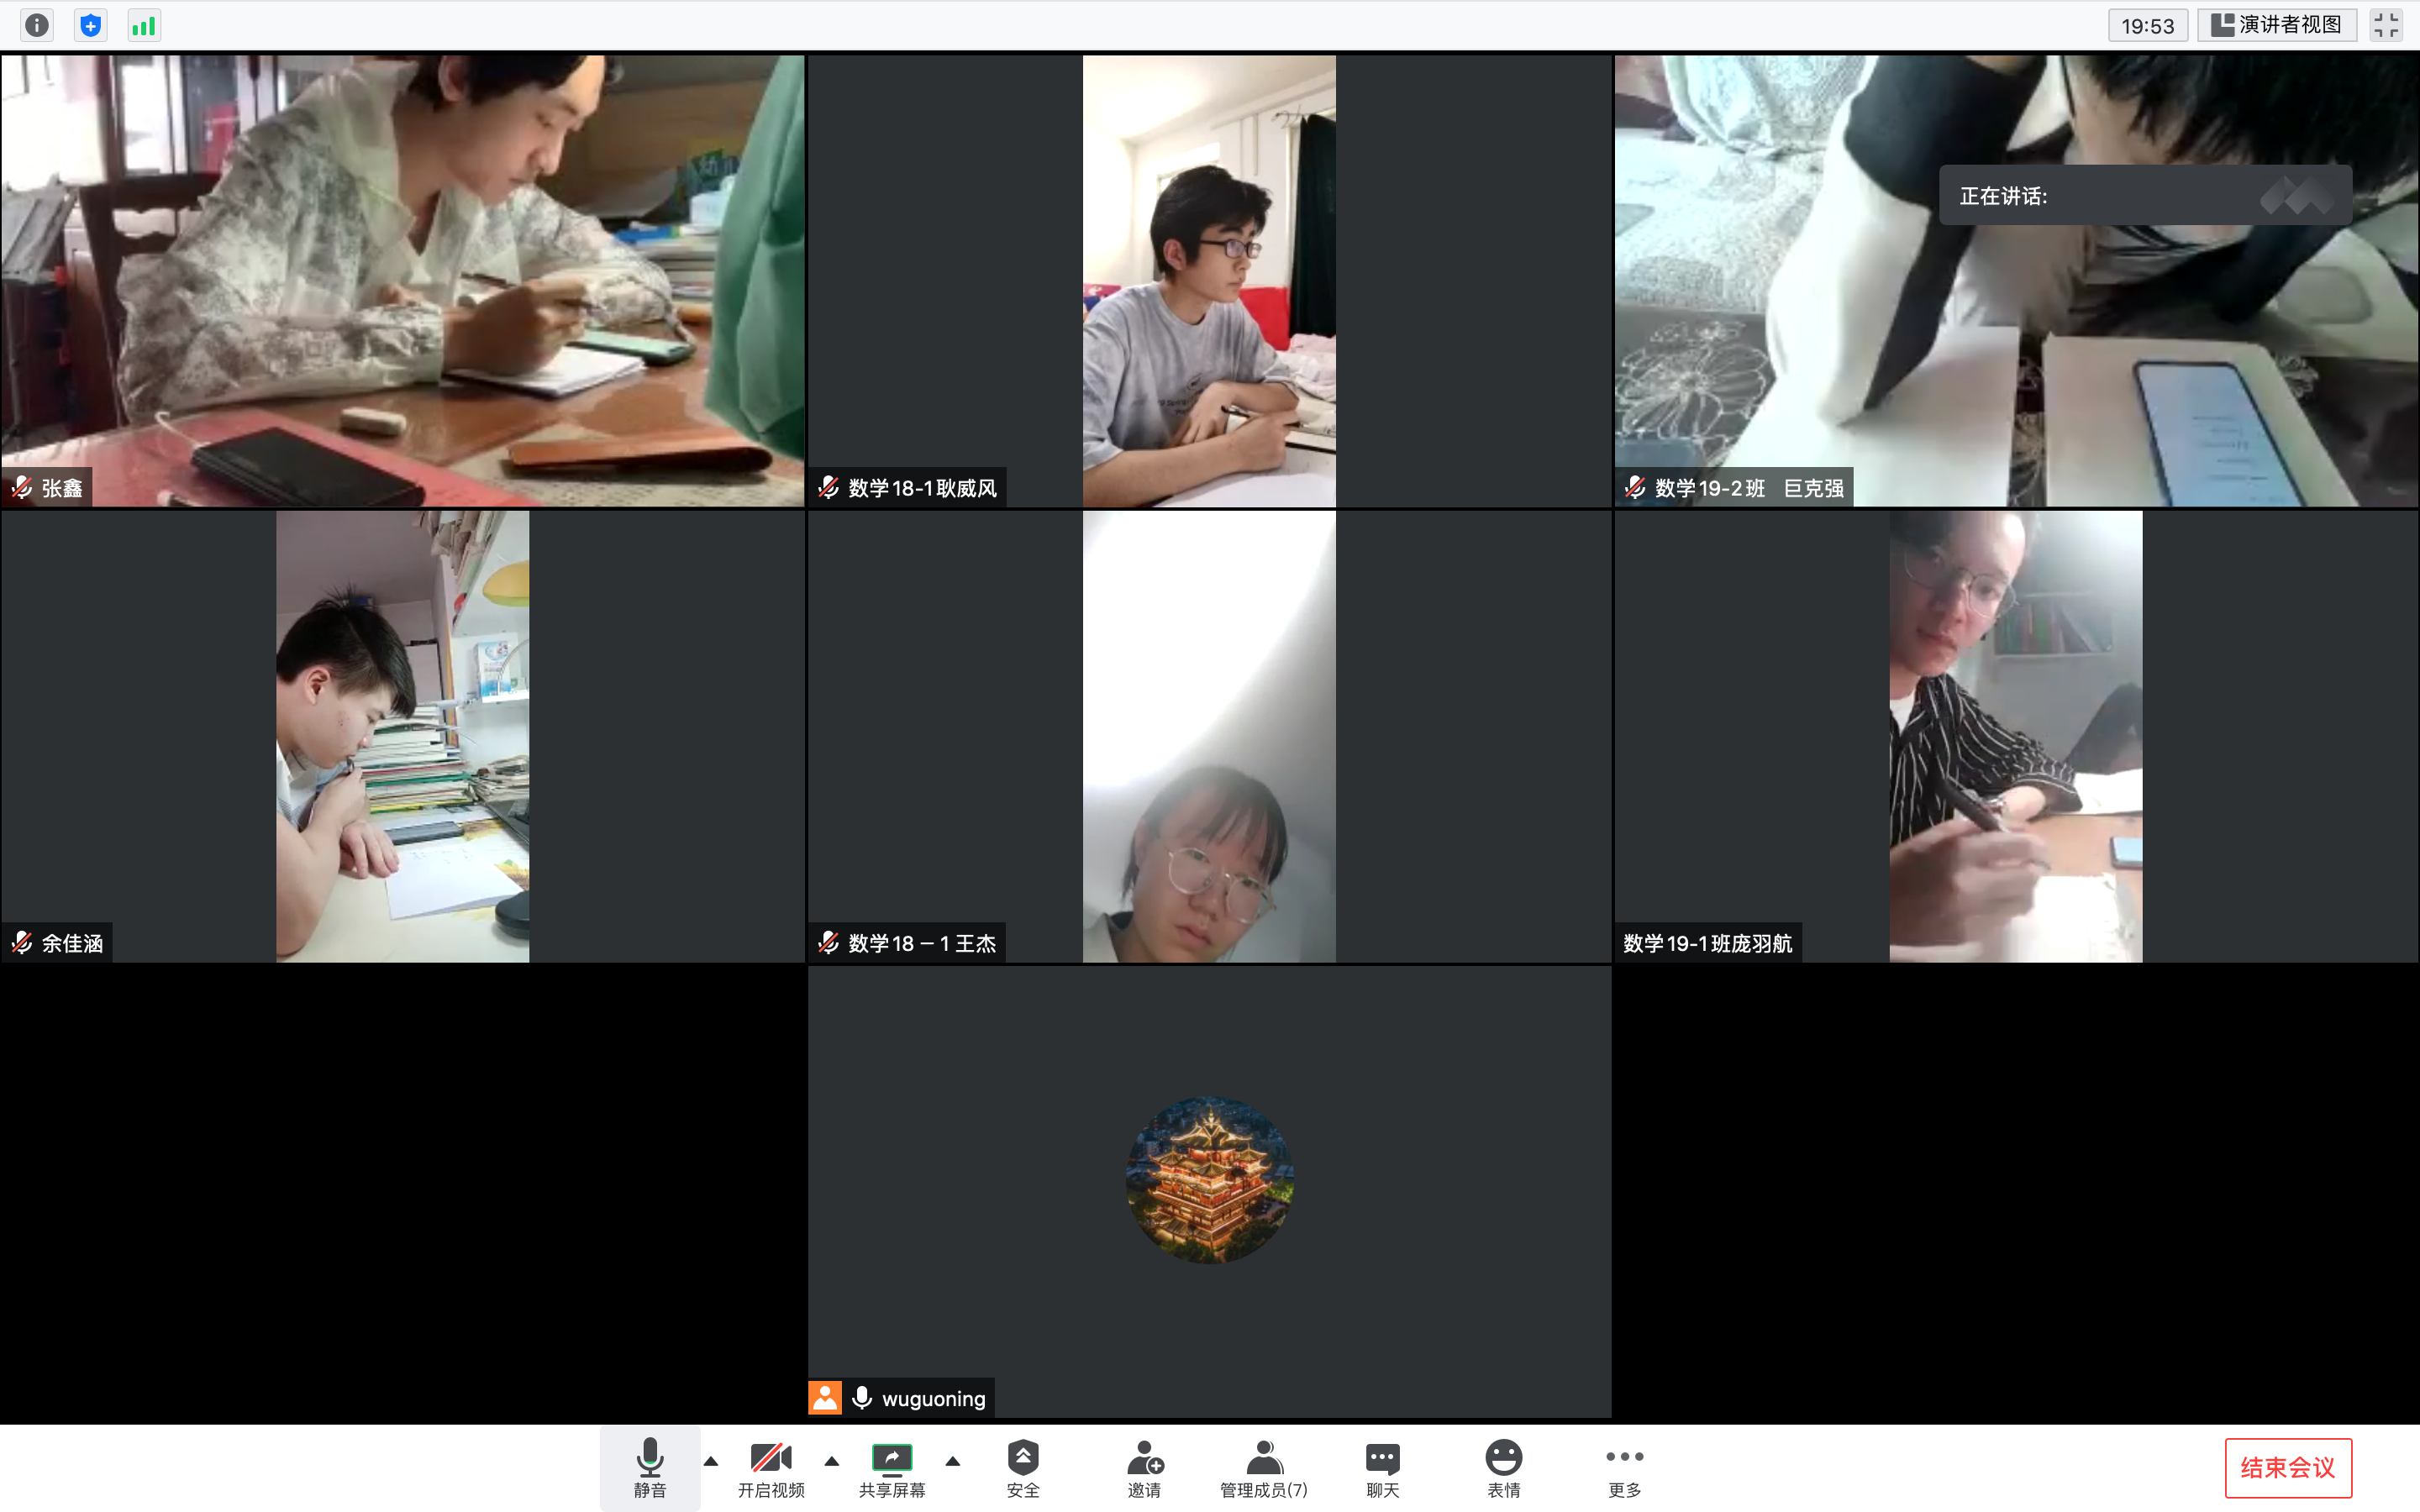 19:53
演讲者视图
正在讲话:
张鑫
数学18-1耿威风
数学19-2班 巨克强
余佳涵
数学18－1王杰
数学19-1班庞羽航
wuguoning
静音
开启视频
共享屏幕
安全
邀请
管理成员(7)
聊天
表情
更多
结束会议